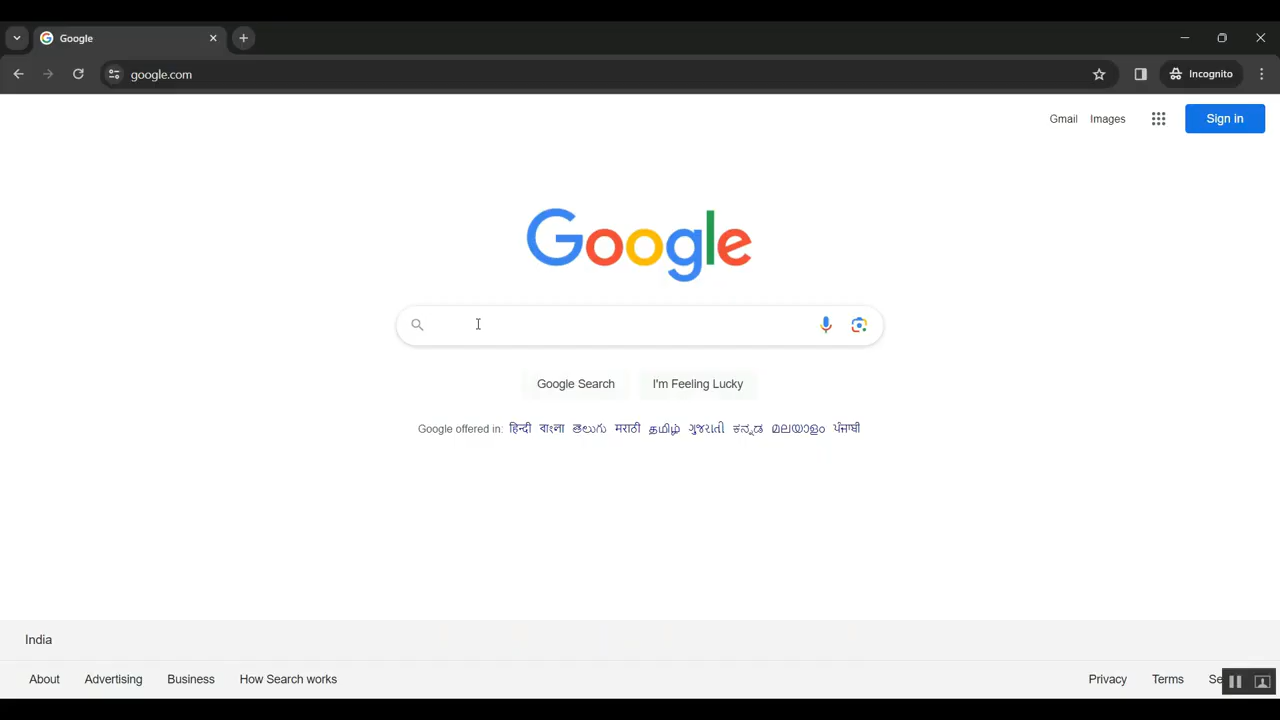 Google
google.com
Incognito
Gmail Images Sign in
Google
Google Search I'm Feeling Lucky
Google offered in: हिन्दी বাংলা తెలుగు मराठी தமிழ் ગુજરાતી ಕನ್ನಡ മലയാളം ਪੰਜਾਬੀ
India
About Advertising Business How Search works Privacy Terms